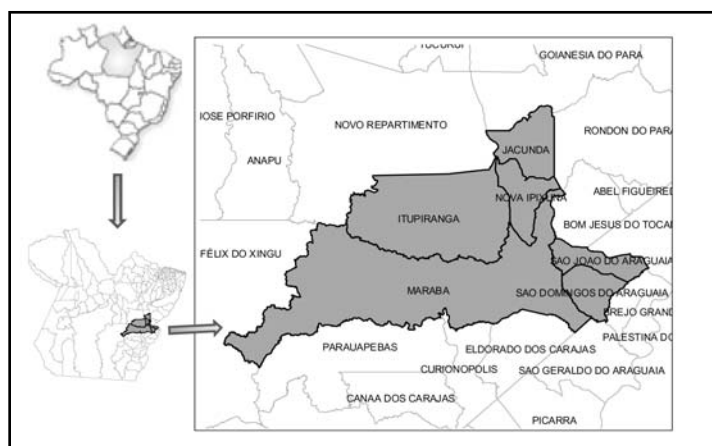 TUCURUI
GOIANESIA DO PARA
IOSE PORFIRIO
NOVO REPARTIMENTO
RONDON DO PARA
JACUNDA
ANAPU
NOVA IPIXUNA
ABEL FIGUEIRED
ITUPIRANGA
BOM JESUS DO TOCA
FÉLIX DO XINGU
SAO JOAO DO ARAGUAIA
MARABA
SAO DOMINGOS DO ARAGUAIA
BREJO GRAND
PARAUAPEBAS
ELDORADO DOS CARAJAS
PALESTINA DO
CURIONOPOLIS
SAO GERALDO DO ARAGUAIA
CANAA DOS CARAJAS
PICARRA